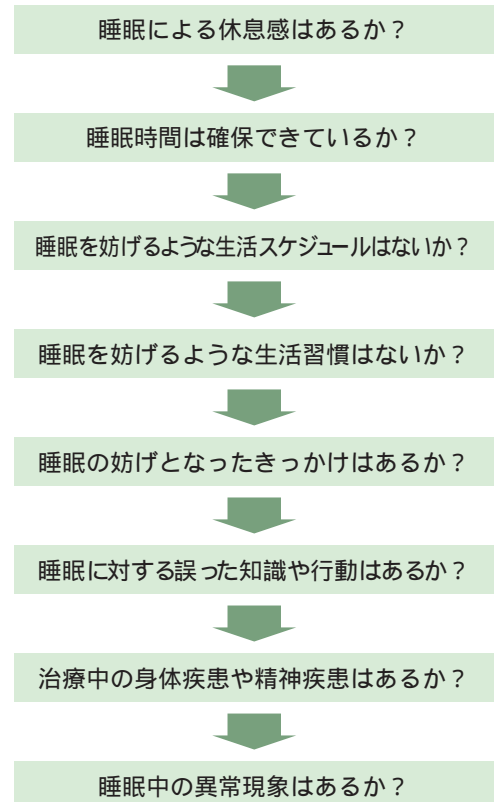 睡眠による休息感はあるか？
睡眠時間は確保できているか？
睡眠を妨げるような生活スケジュールはないか？
睡眠を妨げるような生活習慣はないか？
睡眠の妨げとなったきっかけはあるか？
睡眠に対する誤った知識や行動はあるか？
治療中の身体疾患や精神疾患はあるか？
睡眠中の異常現象はあるか？